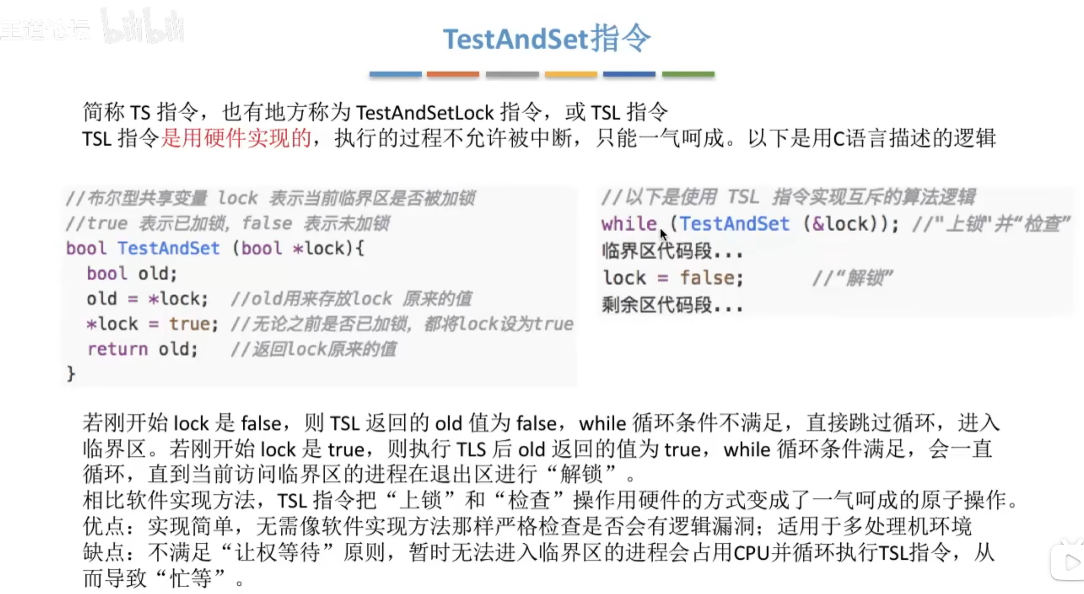 王道论坛 bilibili
TestAndSet指令
简称 TS 指令，也有地方称为 TestAndSetLock 指令，或 TSL 指令
TSL 指令是用硬件实现的，执行的过程不允许被中断，只能一气呵成。以下是用C语言描述的逻辑
//布尔型共享变量 lock 表示当前临界区是否被加锁
//true 表示已加锁，false 表示未加锁
bool TestAndSet (bool *lock){
bool old;
old = *lock; //old用来存放lock 原来的值
*lock = true; //无论之前是否已加锁，都将lock设为true
return old; //返回lock原来的值
}
//以下是使用 TSL 指令实现互斥的算法逻辑
while (TestAndSet (&lock)); //"上锁"并“检查”
临界区代码段...
lock = false; //“解锁”
剩余区代码段...
若刚开始 lock 是 false，则 TSL 返回的 old 值为 false，while 循环条件不满足，直接跳过循环，进入
临界区。若刚开始 lock 是 true，则执行 TLS 后 old 返回的值为 true，while 循环条件满足，会一直
循环，直到当前访问临界区的进程在退出区进行“解锁”。
相比软件实现方法，TSL 指令把“上锁”和“检查”操作用硬件的方式变成了一气呵成的原子操作。
优点：实现简单，无需像软件实现方法那样严格检查是否会有逻辑漏洞；适用于多处理机环境
缺点：不满足“让权等待”原则，暂时无法进入临界区的进程会占用CPU并循环执行TSL指令，从
而导致“忙等”。